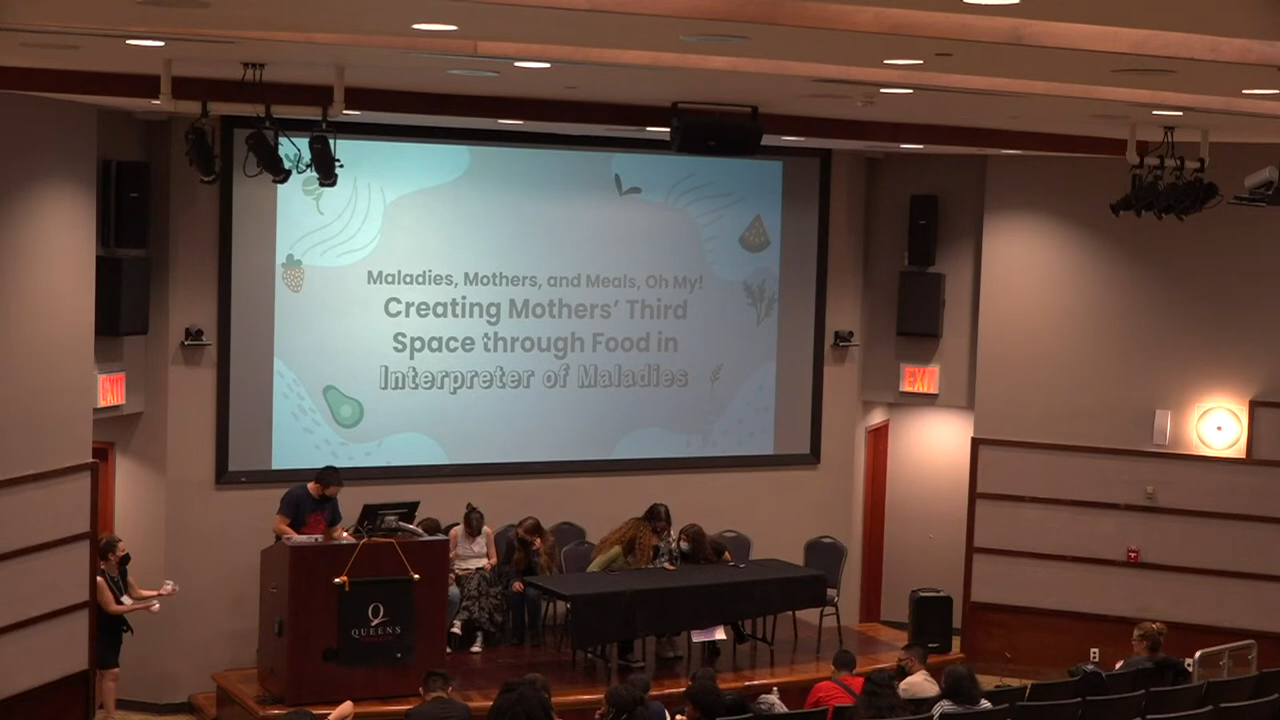 Maladies, Mothers, and Meals, Oh My!
Creating Mothers' Third
Space through Food in
Interpreter of Maladies
EXIT
EXIT
Q
QUEENS